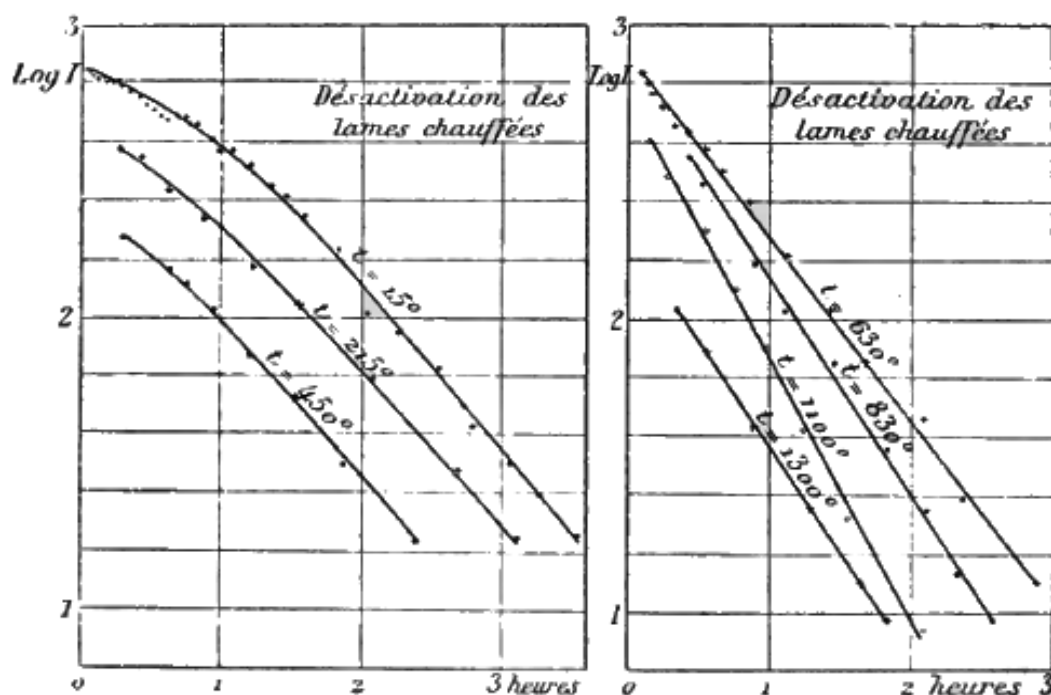 3
Log I
Désactivation des
lames chauffées
t = 15°
2
t = 215°
t = 450°
1
0 1 2 3 heures
3
Log I
Désactivation des
lames chauffées
t = 630°
2
t = 830°
t = 1100°
t = 1300°
1
0 1 2 heures 3